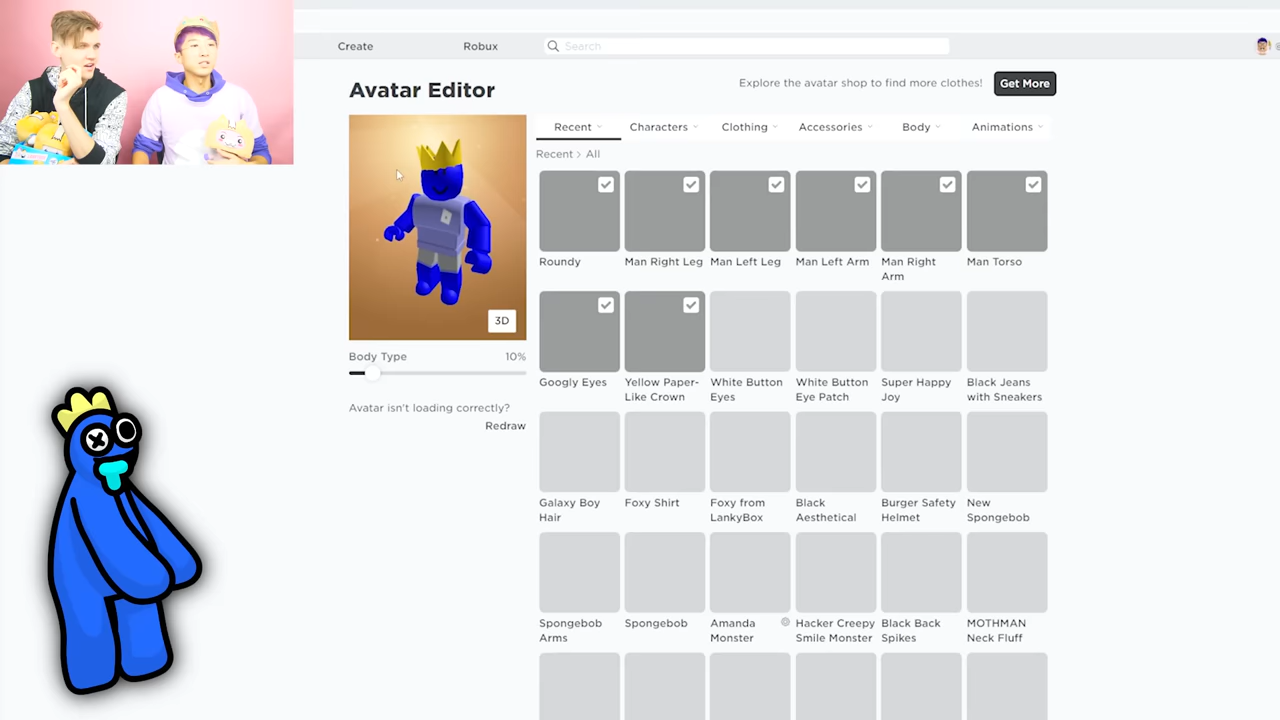 Create
Robux
Search
Avatar Editor
Explore the avatar shop to find more clothes!
Get More
Recent
Characters
Clothing
Accessories
Body
Animations
Recent > All
3D
Body Type
10%
Avatar isn't loading correctly?
Redraw
Roundy
Man Right Leg
Man Left Leg
Man Left Arm
Man Right
Arm
Man Torso
Googly Eyes
Yellow Paper-
Like Crown
White Button
Eyes
White Button
Eye Patch
Super Happy
Joy
Black Jeans
with Sneakers
Galaxy Boy
Hair
Foxy Shirt
Foxy from
LankyBox
Black
Aesthetical
Burger Safety
Helmet
New
Spongebob
Spongebob
Arms
Spongebob
Amanda
Monster
Hacker Creepy
Smile Monster
Black Back
Spikes
MOTHMAN
Neck Fluff